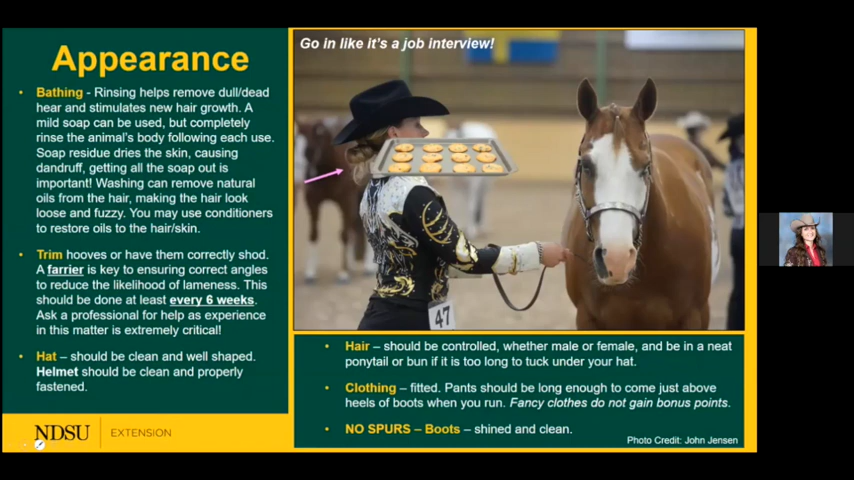 Appearance
Go in like it's a job interview!
• Bathing - Rinsing helps remove dull/dead
hear and stimulates new hair growth. A
mild soap can be used, but completely
rinse the animal's body following each use.
Soap residue dries the skin, causing
dandruff, getting all the soap out is
important! Washing can remove natural
oils from the hair, making the hair look
loose and fuzzy. You may use conditioners
to restore oils to the hair/skin.
• Trim hooves or have them correctly shod.
A farrier is key to ensuring correct angles
to reduce the likelihood of lameness. This
should be done at least every 6 weeks.
Ask a professional for help as experience
in this matter is extremely critical!
• Hat – should be clean and well shaped.
Helmet should be clean and properly
fastened.
47
• Hair – should be controlled, whether male or female, and be in a neat
ponytail or bun if it is too long to tuck under your hat.
• Clothing – fitted. Pants should be long enough to come just above
heels of boots when you run. Fancy clothes do not gain bonus points.
• NO SPURS – Boots – shined and clean.
Photo Credit: John Jensen
NDSU EXTENSION